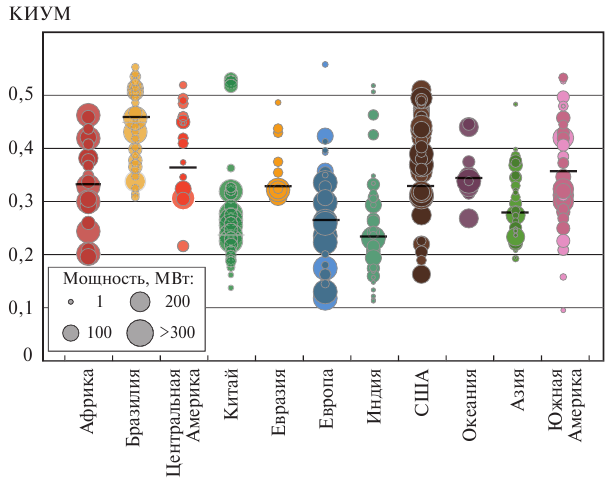 КИУМ
0,5
0,4
0,3
0,2
0,1
0
Мощность, МВт:
1
200
100
>300
Африка
Бразилия
Центральная
Америка
Китай
Евразия
Европа
Индия
США
Океания
Азия
Южная
Америка